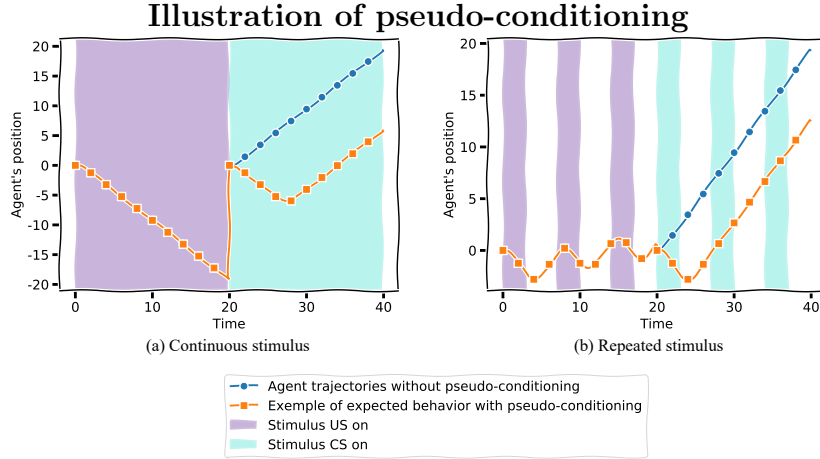 Illustration of pseudo-conditioning
20
15
10
5
0
-5
-10
-15
-20
Agent's position
0
10
20
30
40
Time
(a) Continuous stimulus
20
15
10
5
0
Agent's position
0
10
20
30
40
Time
(b) Repeated stimulus
Agent trajectories without pseudo-conditioning
Exemple of expected behavior with pseudo-conditioning
Stimulus US on
Stimulus CS on